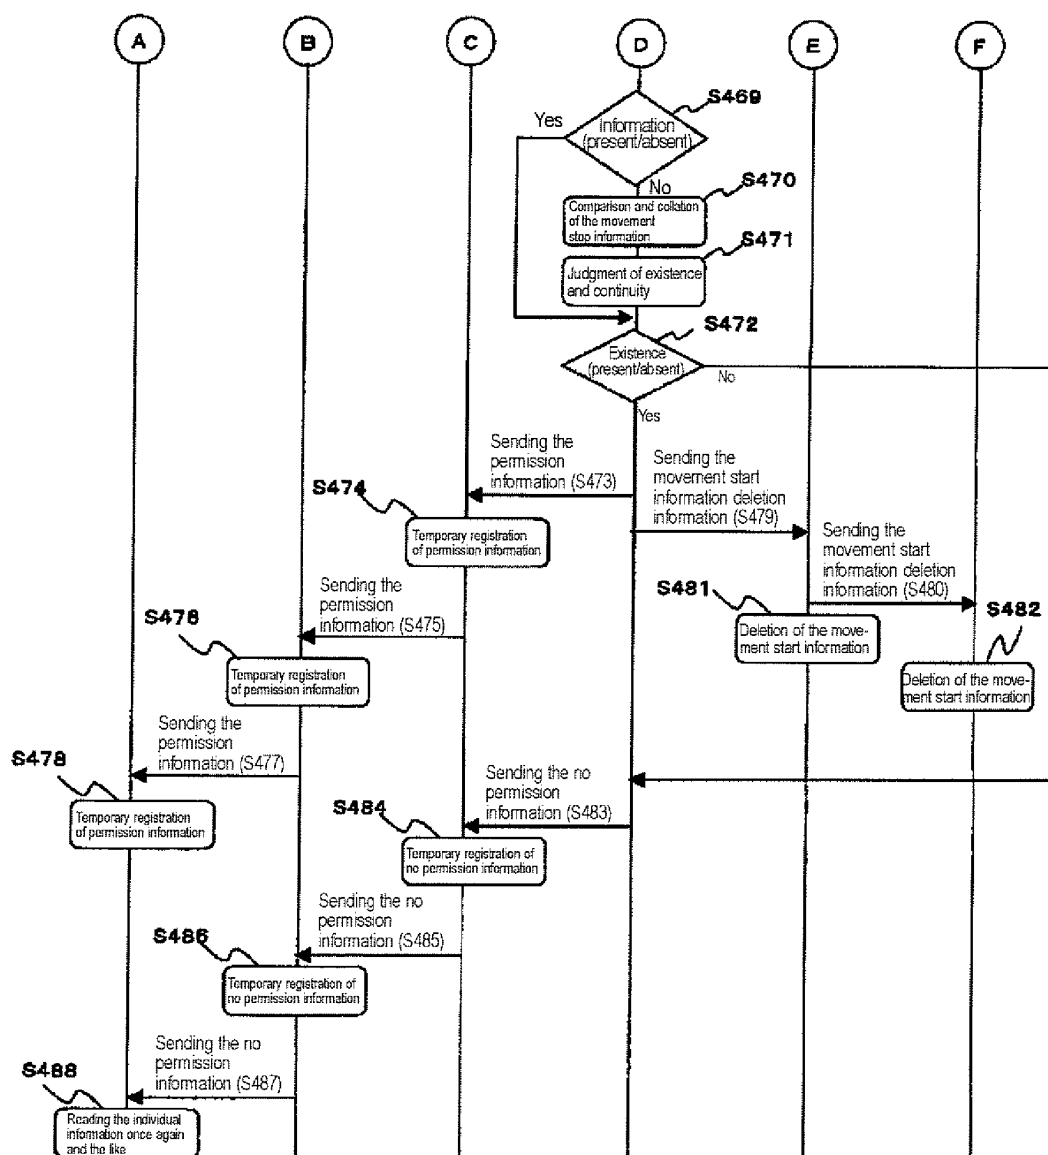 A
B
C
D
E
F
S469
Yes
Information
(present/absent)
No
S470
Comparison and collation
of the movement
stop information
S471
Judgment of existence
and continuity
S472
Existence
(present/absent)
No
Yes
Sending the
permission
information (S473)
Sending the
movement start
information deletion
information (S479)
S474
Temporary registration
of permission information
Sending the
movement start
information deletion
information (S480)
S481
Deletion of the move-
ment start information
S482
Deletion of the move-
ment start information
Sending the
permission
information (S475)
S476
Temporary registration
of permission information
Sending the
permission
information (S477)
S478
Temporary registration
of permission information
Sending the no
permission
information (S483)
S484
Temporary registration of
no permission information
Sending the no
permission
information (S485)
S486
Temporary registration of
no permission information
Sending the no
permission
information (S487)
S488
Reading the individual
information once again
and the like